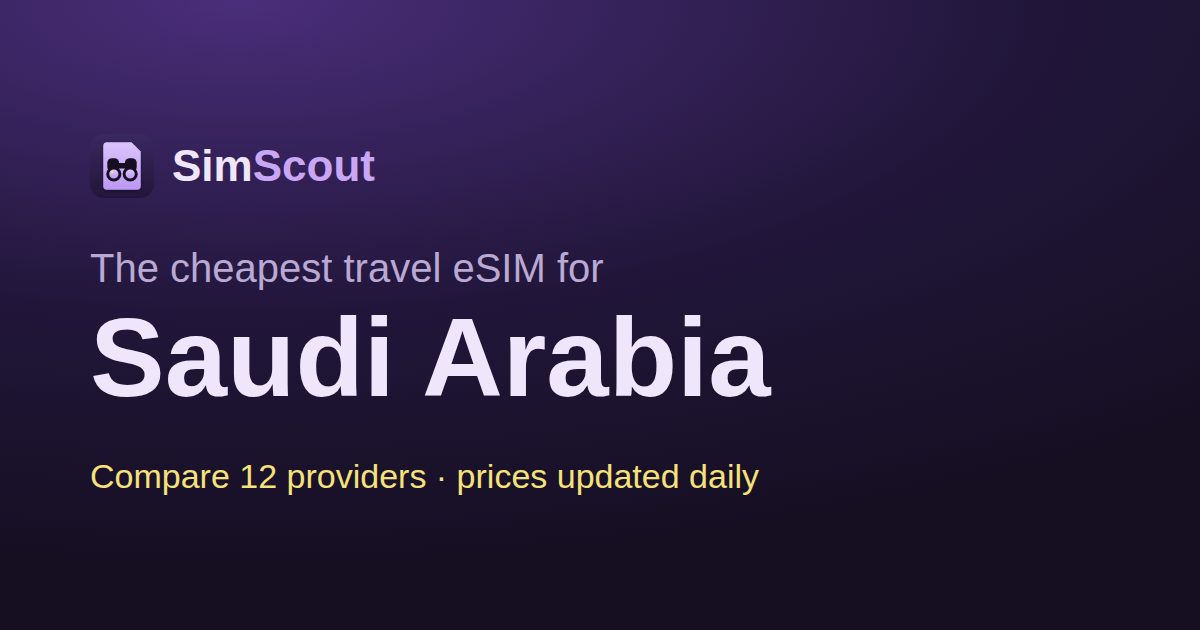 SimScout
The cheapest travel eSIM for
Saudi Arabia
Compare 12 providers · prices updated daily